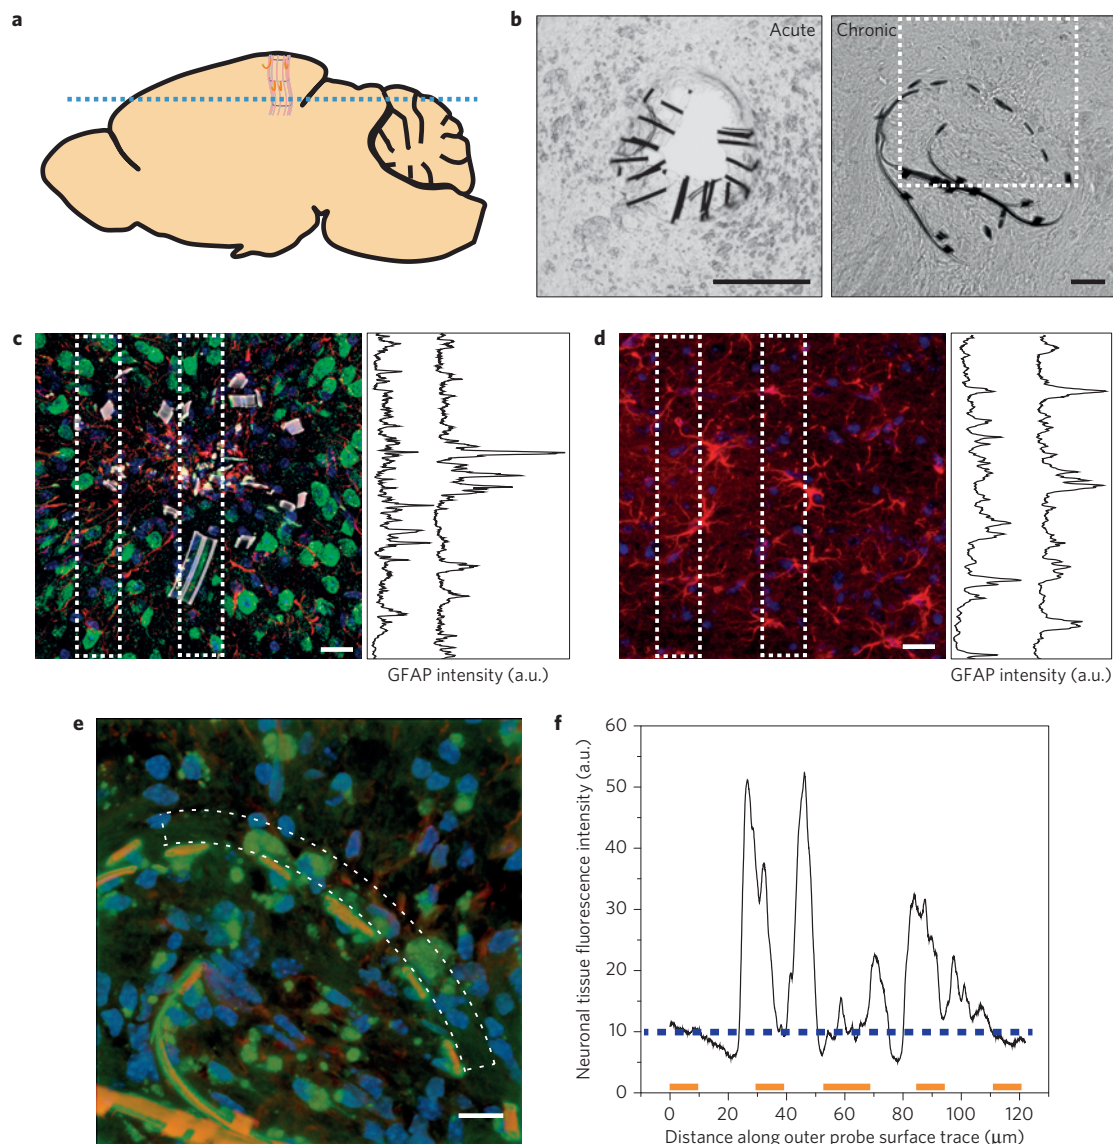 a
b
Acute
Chronic
c
GFAP intensity (a.u.)
d
GFAP intensity (a.u.)
e
f
Neuronal tissue fluorescence intensity (a.u.)
60
50
40
30
20
10
0
0 20 40 60 80 100 120
Distance along outer probe surface trace (μm)